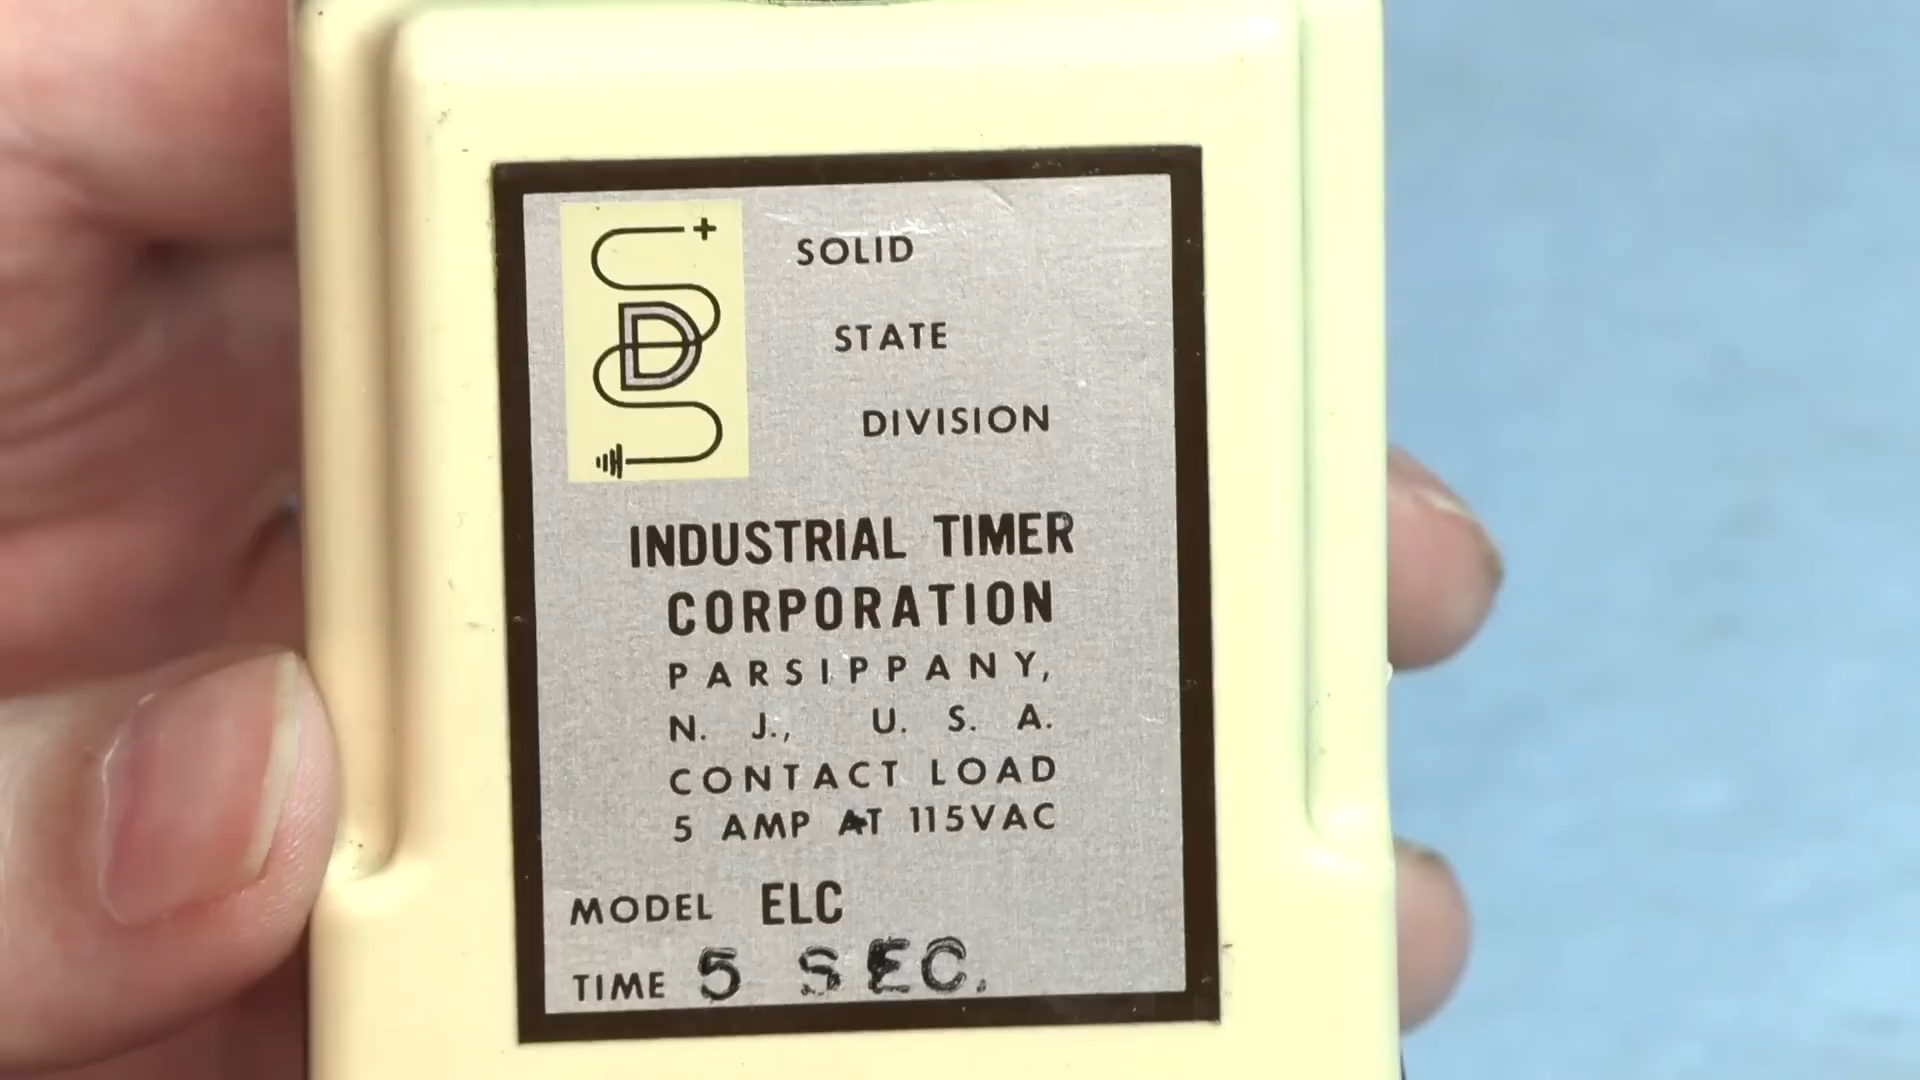 SOLID
STATE
DIVISION
INDUSTRIAL TIMER
CORPORATION
PARSIPPANY,
N. J., U. S. A.
CONTACT LOAD
5 AMP AT 115VAC
MODEL ELC
TIME 5 SEC.